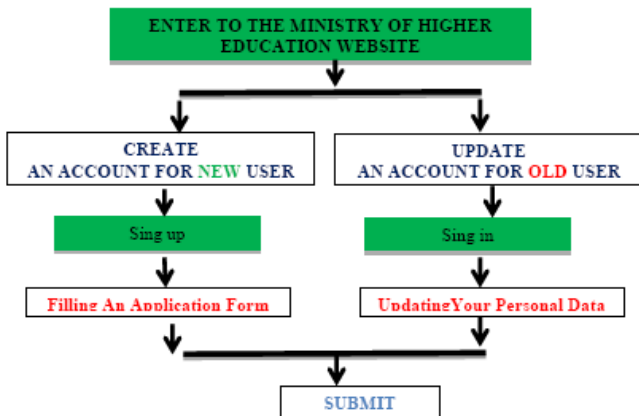 ENTER TO THE MINISTRY OF HIGHER
EDUCATION WEBSITE
CREATE
AN ACCOUNT FOR NEW USER
UPDATE
AN ACCOUNT FOR OLD USER
Sing up
Sing in
Filling An Application Form
UpdatingYour Personal Data
SUBMIT